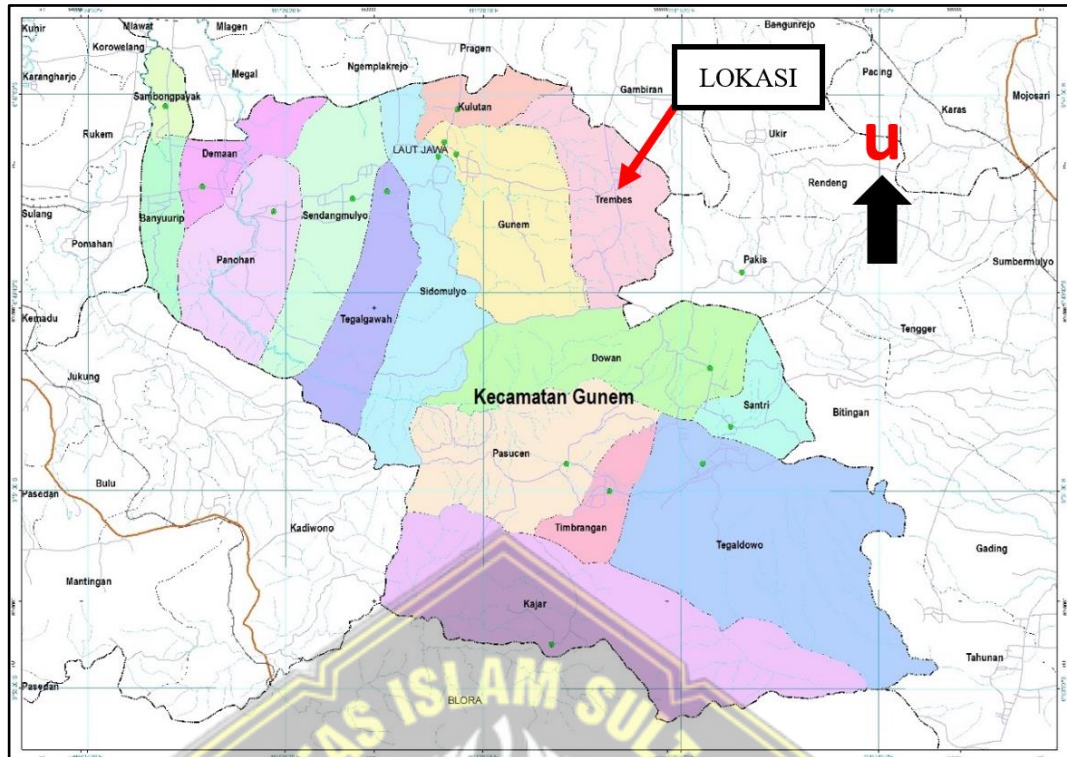 Kunir
Mlawat
Mlagen
Korowelang
Karangharjo
Megal
Ngemplakrejo
Pragen
Bangunrejo
Pacing
LOKASI
Gambiran
Karas
Mojosari
Sambongpayak
Rukem
Kulutan
Ukir
u
Demaan
LAUT JAWA
Rendeng
Sulang
Banyuurip
Sendangmulyo
Gunem
Trembes
Pomahan
Panohan
Pakis
Sumbermulyo
Sidomulyo
Kemadu
Tegalgawah
Tengger
Jukung
Dowan
Kecamatan Gunem
Santri
Bitingan
Pasucen
Bulu
Pasedan
Kadiwono
Timbrangan
Tegaldowo
Gading
Mantingan
Kajar
Tahunan
Pasedan
BLORA
AS ISLAM SUL